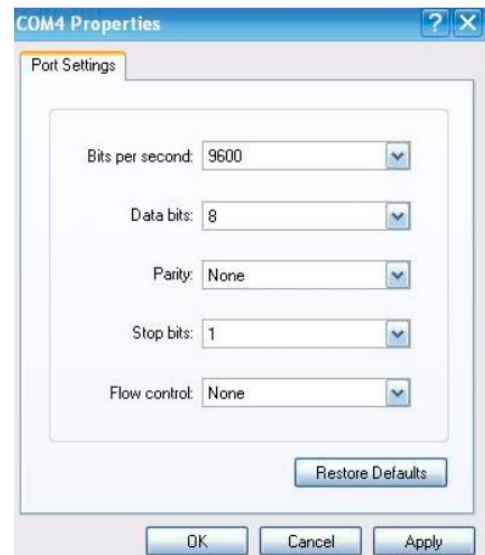 COM4 Properties
Port Settings
Bits per second: 9600
Data bits: 8
Parity: None
Stop bits: 1
Flow control: None
Restore Defaults
OK Cancel Apply